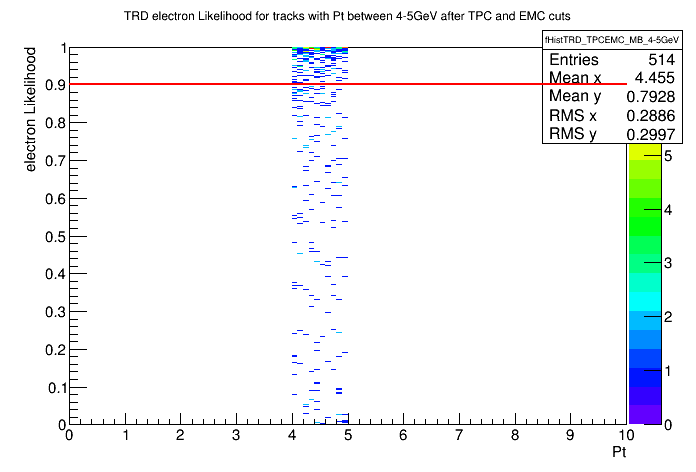 TRD electron Likelihood for tracks with Pt between 4-5GeV after TPC and EMC cuts
fHistTRD_TPCEMC_MB_4-5GeV
Entries 514
Mean x 4.455
Mean y 0.7928
RMS x 0.2886
RMS y 0.2997
electron Likelihood
1
0.9
0.8
0.7
0.6
0.5
0.4
0.3
0.2
0.1
0
0 1 2 3 4 5 6 7 8 9 10
Pt
5
4
3
2
1
0